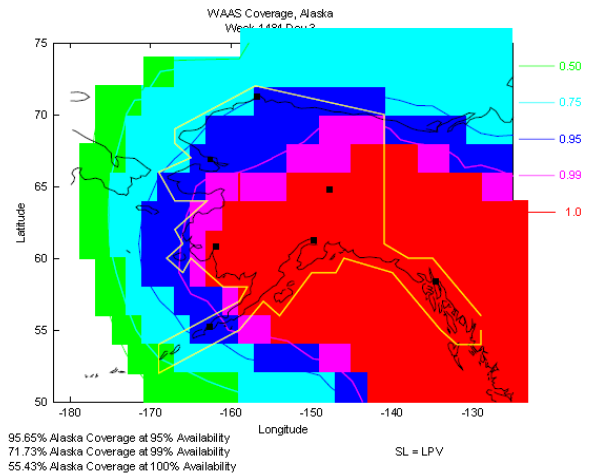 WAAS Coverage, Alaska
Week 1481 Day 3
75
70
65
60
55
50
Latitude
-180
-170
-160
-150
-140
-130
Longitude
0.50
0.75
0.95
0.99
1.0
95.65% Alaska Coverage at 95% Availability
71.73% Alaska Coverage at 99% Availability
55.43% Alaska Coverage at 100% Availability
SL = LPV